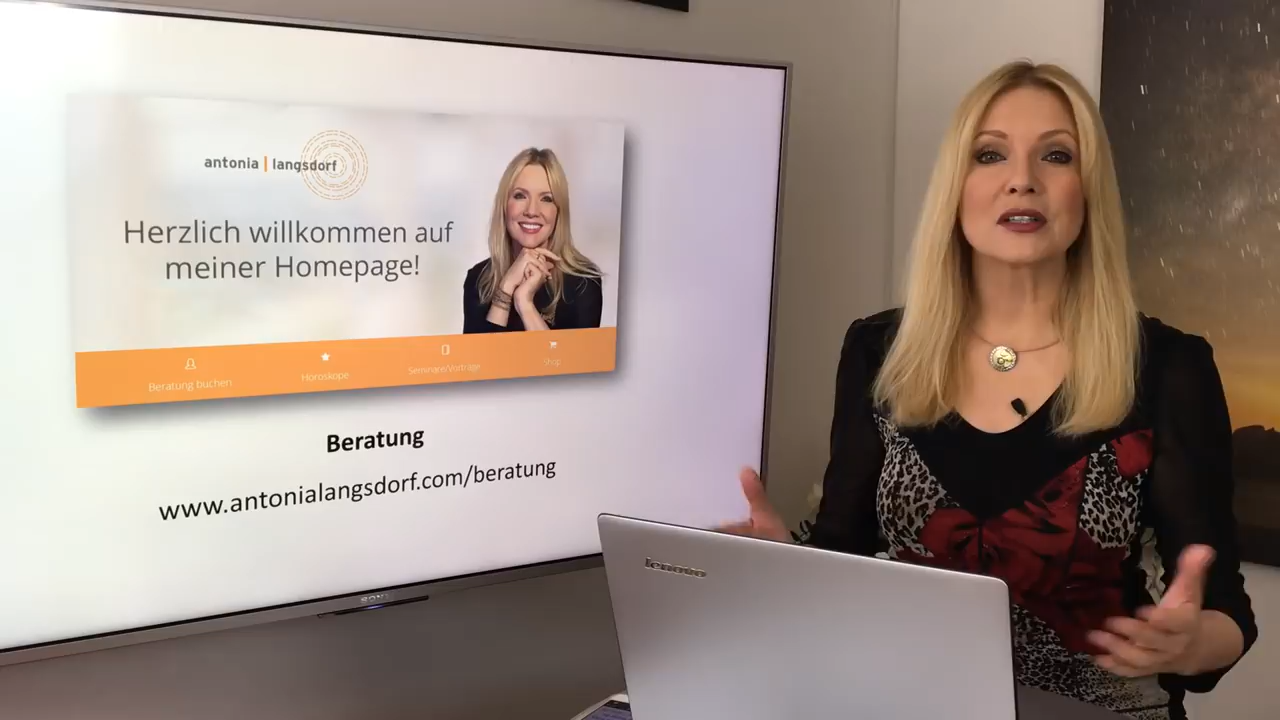 antonia | langsdorf
Herzlich willkommen auf
meiner Homepage!
Beratung buchen
Horoskope
Seminare/Vorträge
Shop
Beratung
www.antonialangsdorf.com/beratung
SONY
lenovo